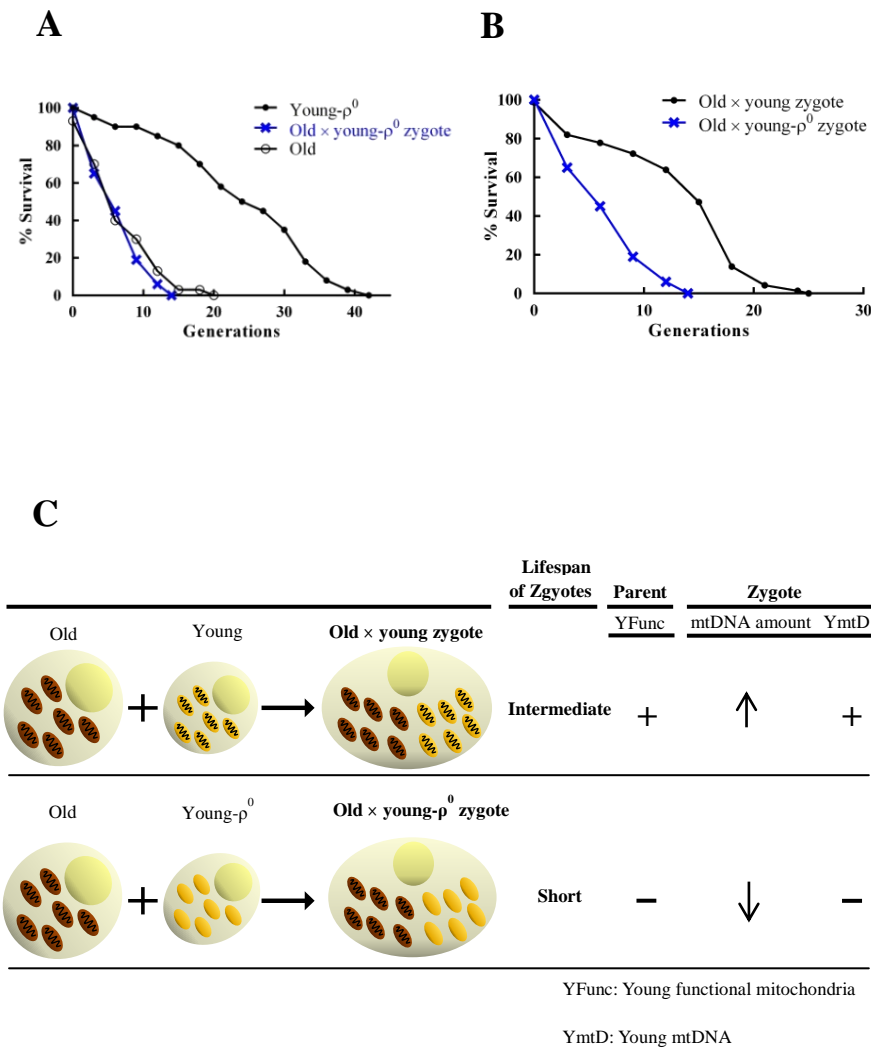 A
Young-ρ⁰
Old × young-ρ⁰ zygote
Old
% Survival
100
80
60
40
20
0
0 10 20 30 40
Generations
B
Old × young zygote
Old × young-ρ⁰ zygote
% Survival
100
80
60
40
20
0
0 10 20 30
Generations
C
Lifespan
of Zgyotes Parent Zygote
YFunc mtDNA amount YmtD
Old Young Old × young zygote
+ Intermediate + ↑ +
Old Young-ρ⁰ Old × young-ρ⁰ zygote
+ Short – ↓ –
YFunc: Young functional mitochondria
YmtD: Young mtDNA